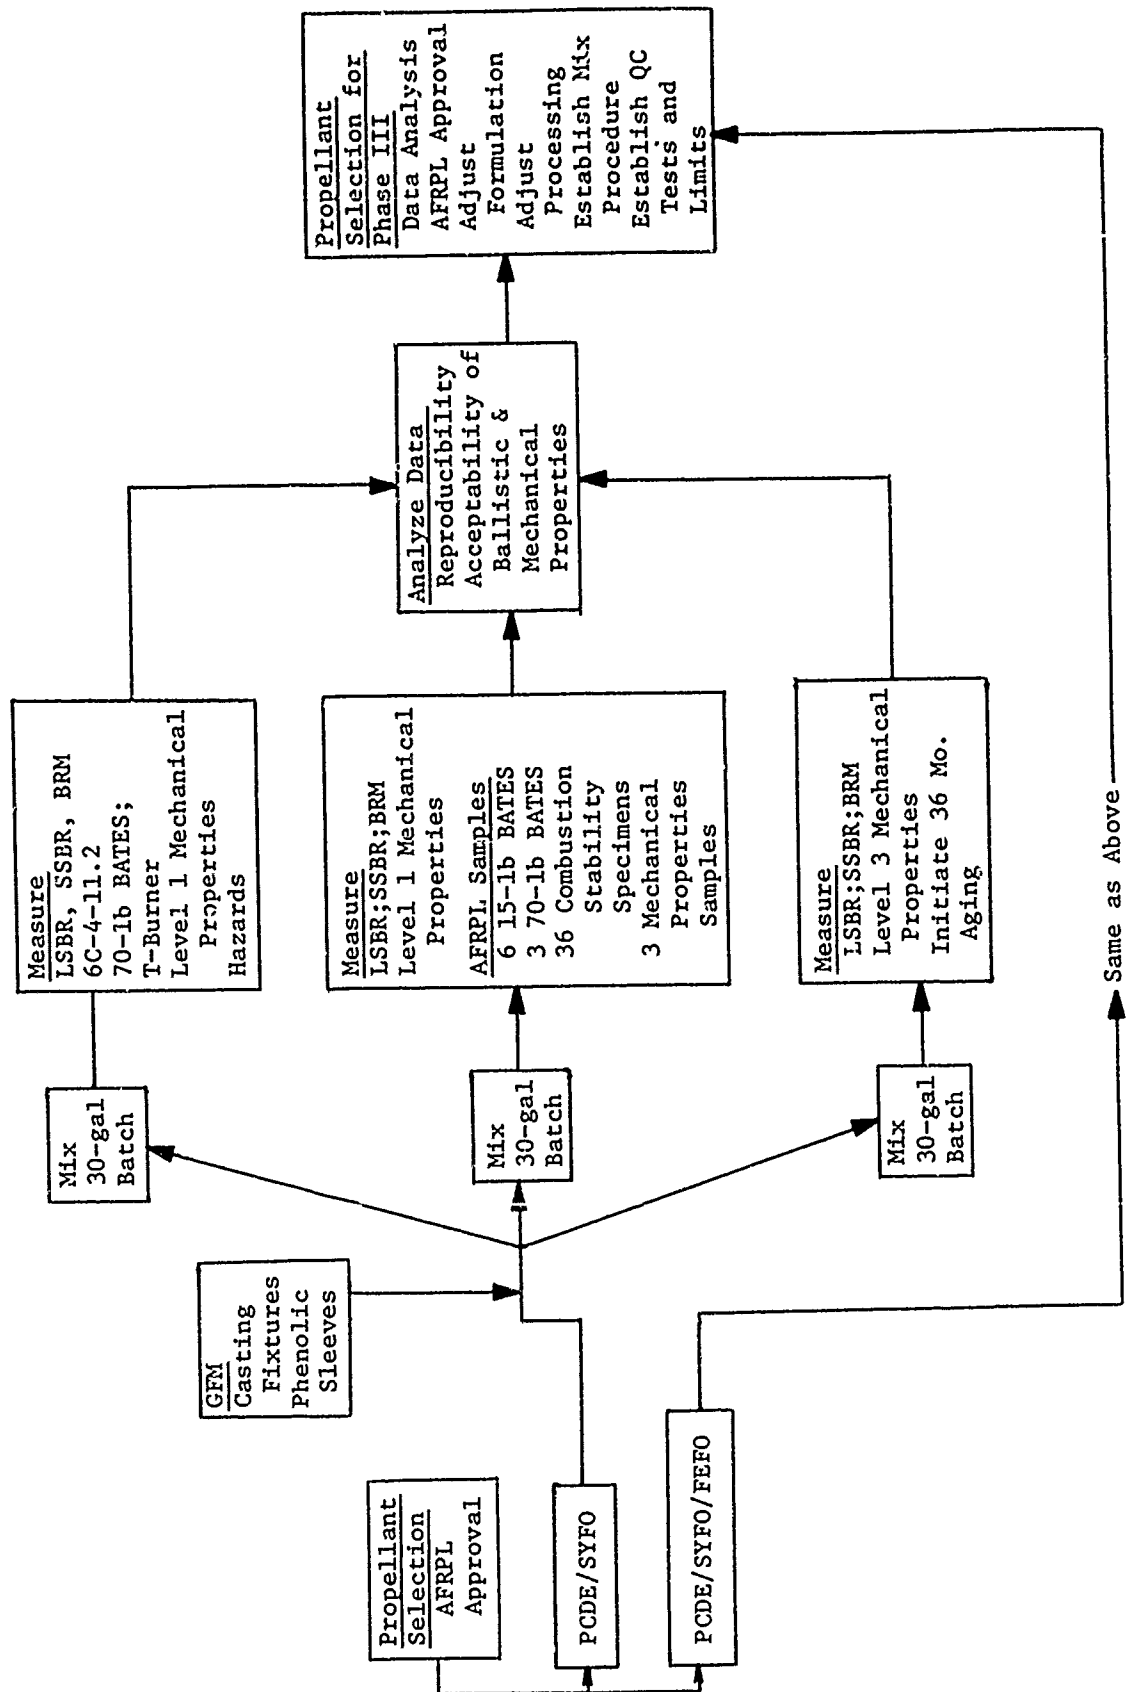 Propellant
Selection
AFRPL
Approval
PCDE/SYFO
PCDE/SYFO/FEFO
GFM
Casting
Fixtures
Phenolic
Sleeves
Mix
30-gal
Batch
Mix
30-gal
Batch
Mix
30-gal
Batch
Measure
LSBR, SSBR, BRM
6C-4-11.2
70-lb BATES;
T-Burner
Level 1 Mechanical
Properties
Hazards
Measure
LSBR;SSBR;BRM
Level 1 Mechanical
Properties
AFRPL Samples
6 15-lb BATES
3 70-lb BATES
36 Combustion
Stability
Specimens
3 Mechanical
Properties
Samples
Measure
LSBR;SSBR;BRM
Level 3 Mechanical
Properties
Initiate 36 Mo.
Aging
Same as Above
Analyze Data
Reproducibility
Acceptability of
Ballistic &
Mechanical
Properties
Propellant
Selection for
Phase III
Data Analysis
AFRPL Approval
Adjust
Formulation
Adjust
Processing
Establish Mix
Procedure
Establish QC
Tests and
Limits